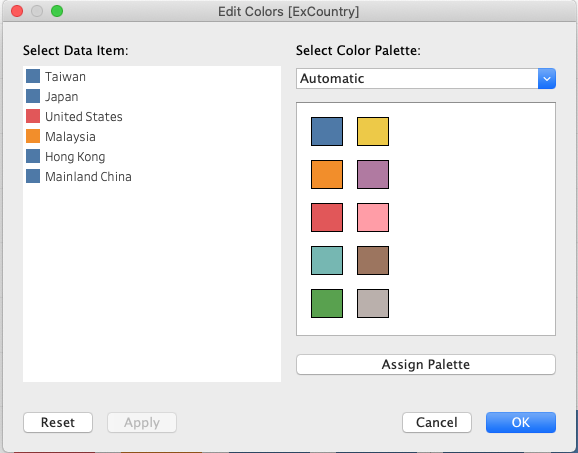 Edit Colors [ExCountry]
Select Data Item:
Taiwan
Japan
United States
Malaysia
Hong Kong
Mainland China
Select Color Palette:
Automatic
Assign Palette
Reset
Apply
Cancel
OK